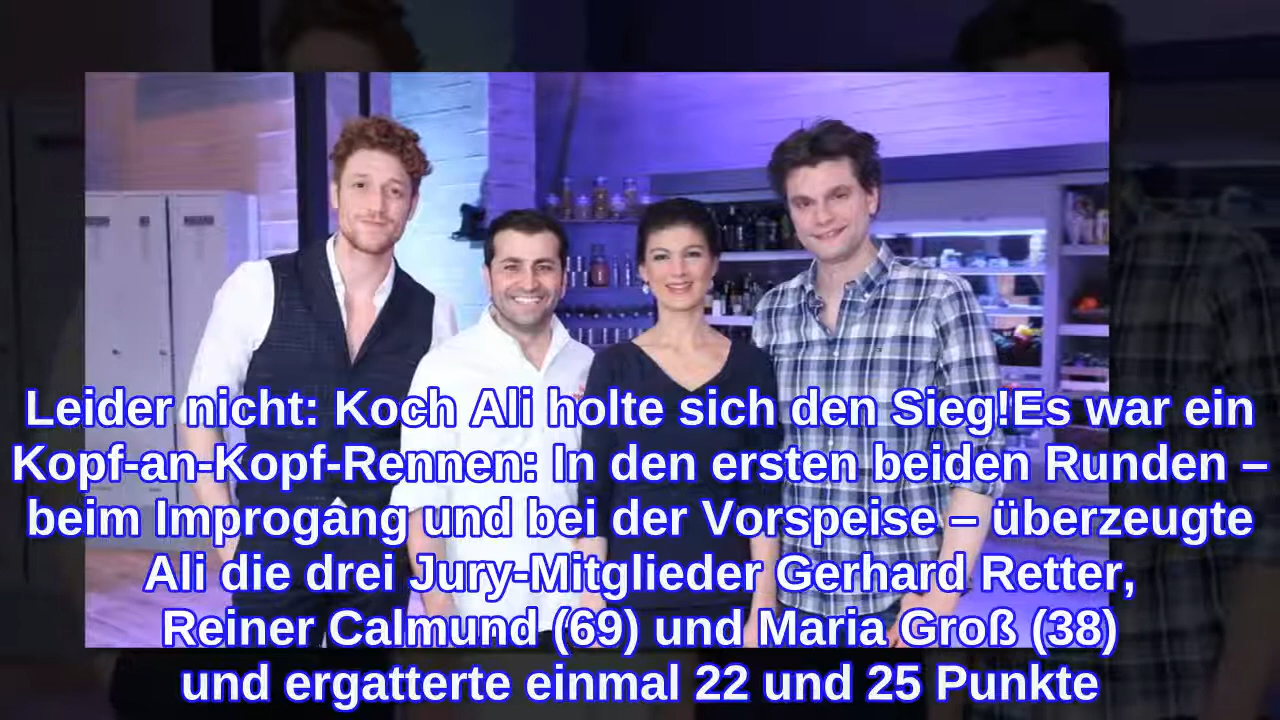 Leider nicht: Koch Ali holte sich den Sieg!Es war ein
Kopf-an-Kopf-Rennen: In den ersten beiden Runden –
beim Improgang und bei der Vorspeise – überzeugte
Ali die drei Jury-Mitglieder Gerhard Retter,
Reiner Calmund (69) und Maria Groß (38)
und ergatterte einmal 22 und 25 Punkte